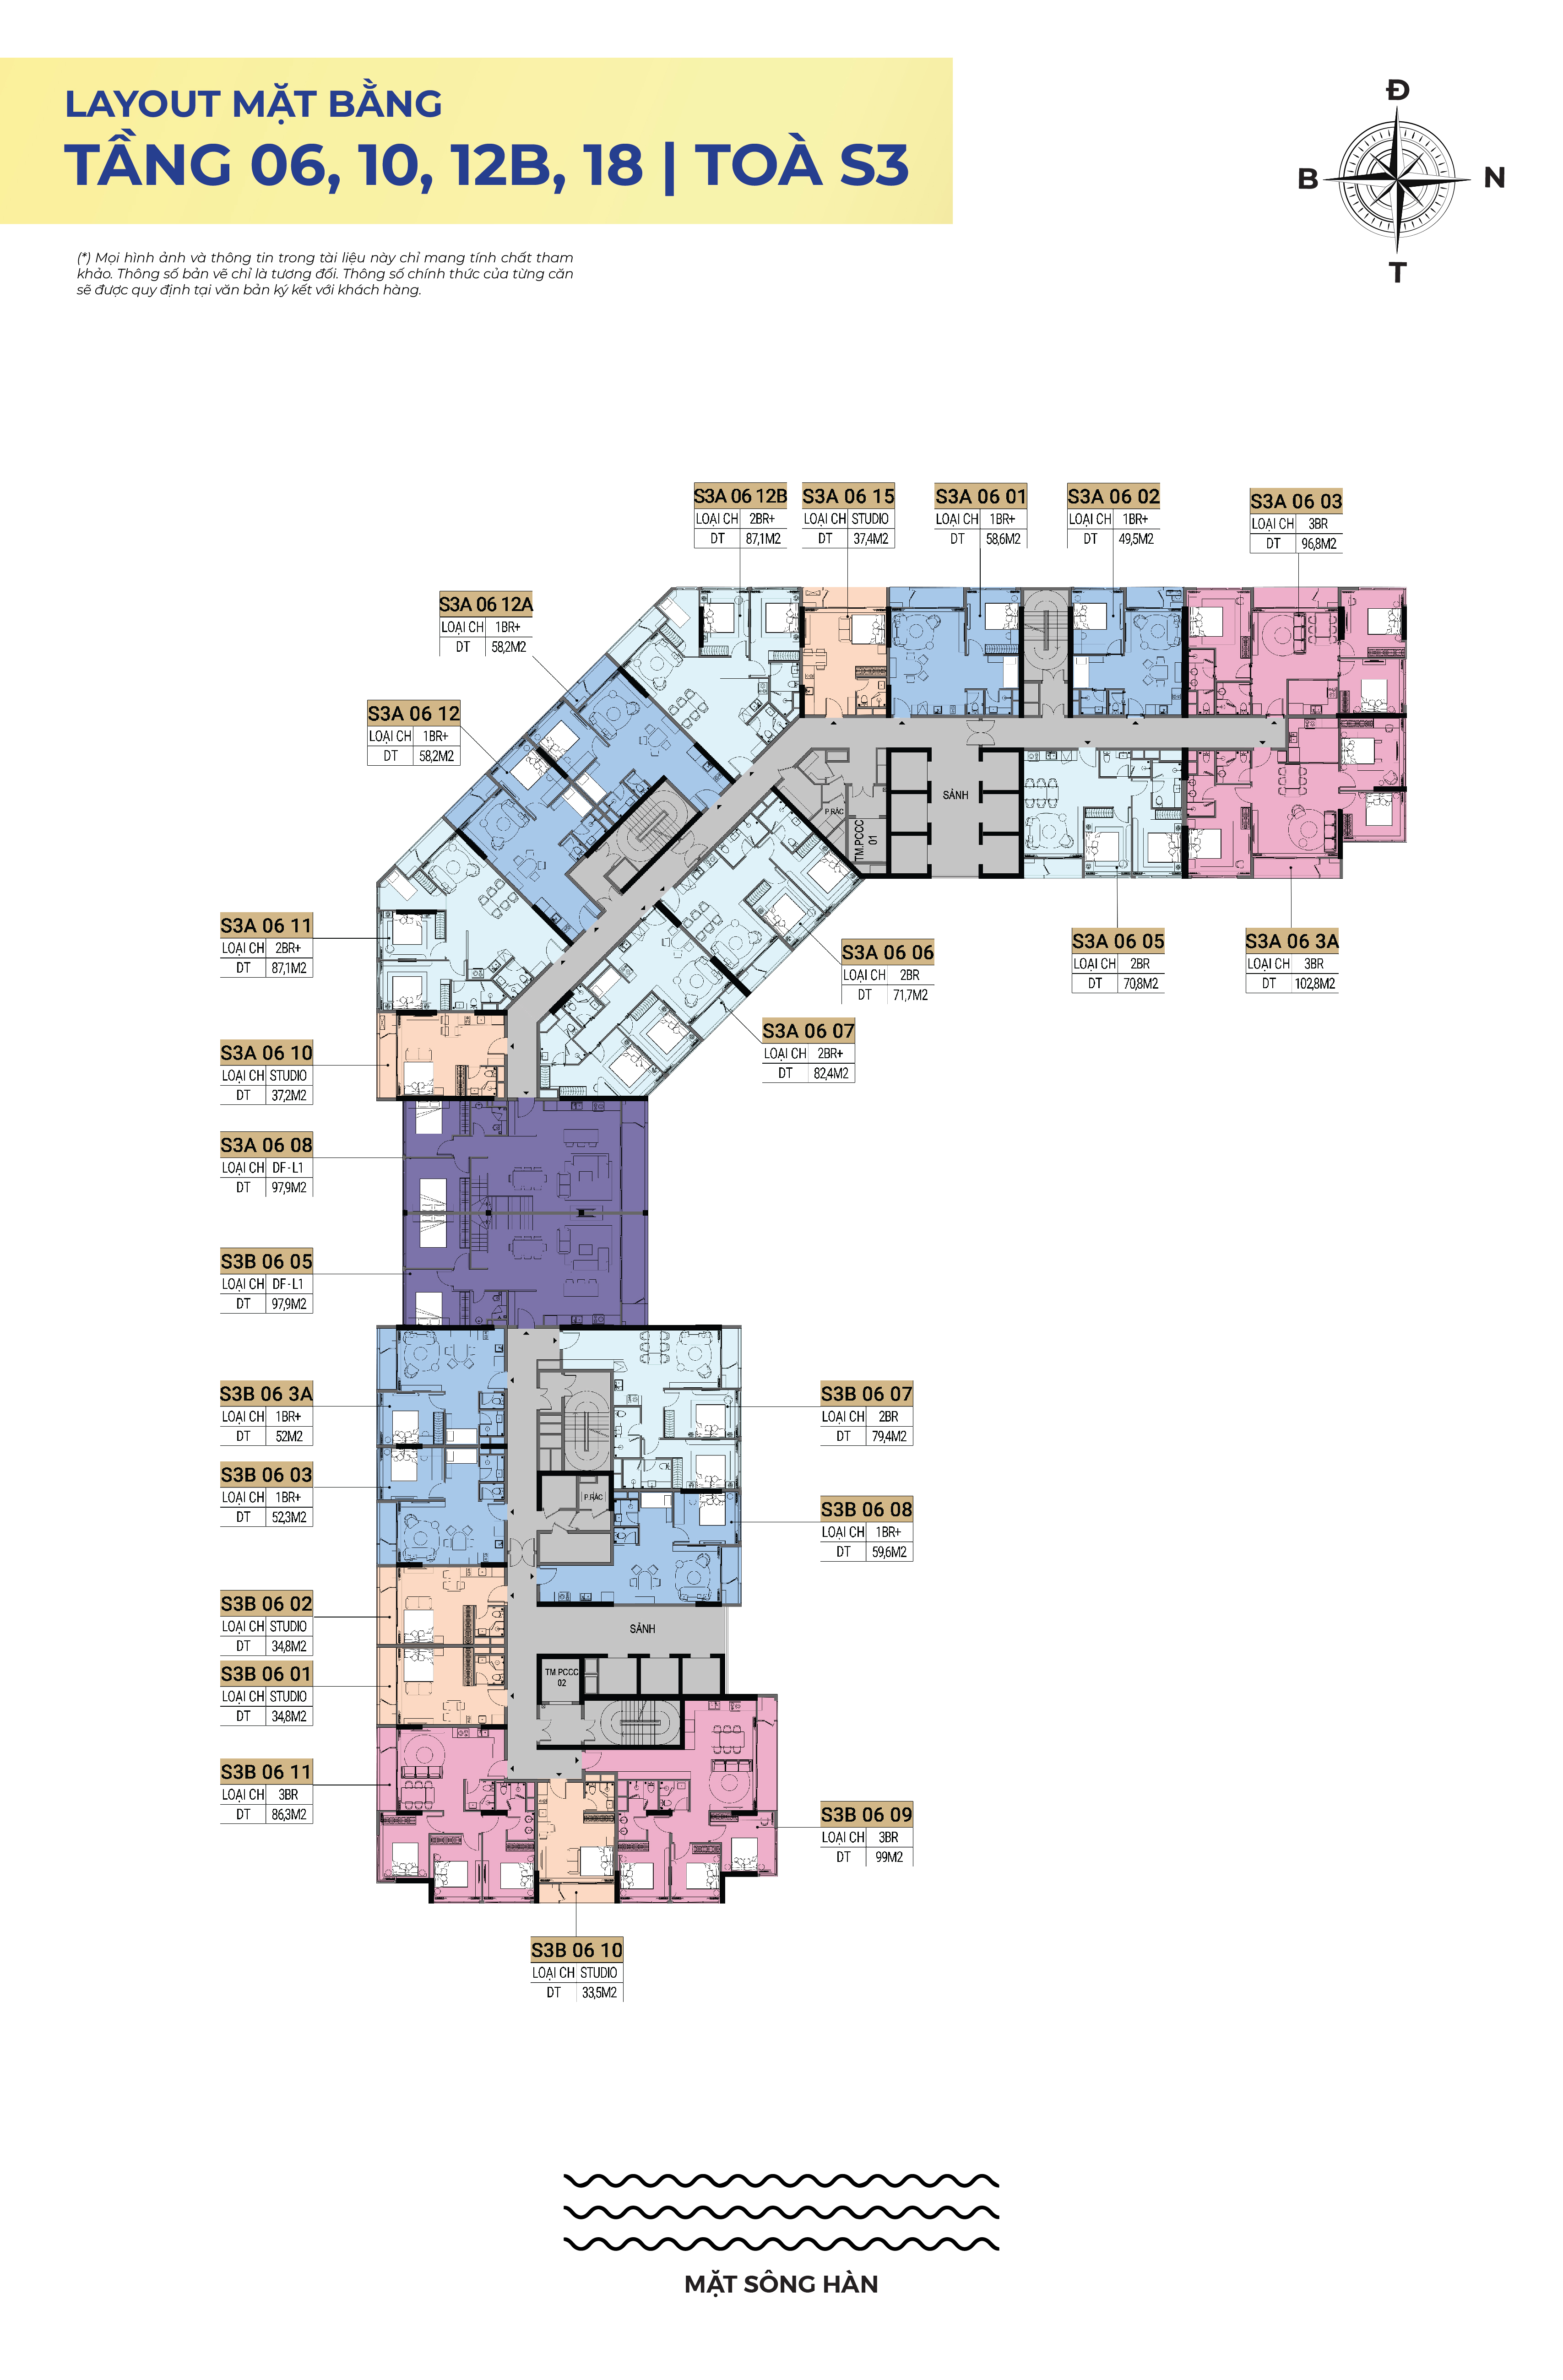 LAYOUT MẶT BẰNG
TẦNG 06, 10, 12B, 18 | TOÀ S3
(*) Mọi hình ảnh và thông tin trong tài liệu này chỉ mang tính chất tham
khảo. Thông số bản vẽ chỉ là tương đối. Thông số chính thức của từng căn
sẽ được quy định tại văn bản ký kết với khách hàng.
Đ
B
N
T
S3A 06 12B
LOẠI CH 2BR+
DT 87,1M2
S3A 06 15
LOẠI CH STUDIO
DT 37,4M2
S3A 06 01
LOẠI CH 1BR+
DT 58,6M2
S3A 06 02
LOẠI CH 1BR+
DT 49,5M2
S3A 06 03
LOẠI CH 3BR
DT 96,8M2
S3A 06 12A
LOẠI CH 1BR+
DT 58,2M2
S3A 06 12
LOẠI CH 1BR+
DT 58,2M2
P.RÁC
TM.PCCC
01
SẢNH
S3A 06 11
LOẠI CH 2BR+
DT 87,1M2
S3A 06 06
LOẠI CH 2BR
DT 71,7M2
S3A 06 05
LOẠI CH 2BR
DT 70,8M2
S3A 06 3A
LOẠI CH 3BR
DT 102,8M2
S3A 06 07
LOẠI CH 2BR+
DT 82,4M2
S3A 06 10
LOẠI CH STUDIO
DT 37,2M2
S3A 06 08
LOẠI CH DF-L1
DT 97,9M2
S3B 06 05
LOẠI CH DF-L1
DT 97,9M2
S3B 06 3A
LOẠI CH 1BR+
DT 52M2
S3B 06 07
LOẠI CH 2BR
DT 79,4M2
S3B 06 03
LOẠI CH 1BR+
DT 52,3M2
P.RÁC
S3B 06 08
LOẠI CH 1BR+
DT 59,6M2
S3B 06 02
LOẠI CH STUDIO
DT 34,8M2
SẢNH
S3B 06 01
LOẠI CH STUDIO
DT 34,8M2
TM PCCC
02
S3B 06 11
LOẠI CH 3BR
DT 86,3M2
S3B 06 09
LOẠI CH 3BR
DT 99M2
S3B 06 10
LOẠI CH STUDIO
DT 33,5M2
MẶT SÔNG HÀN